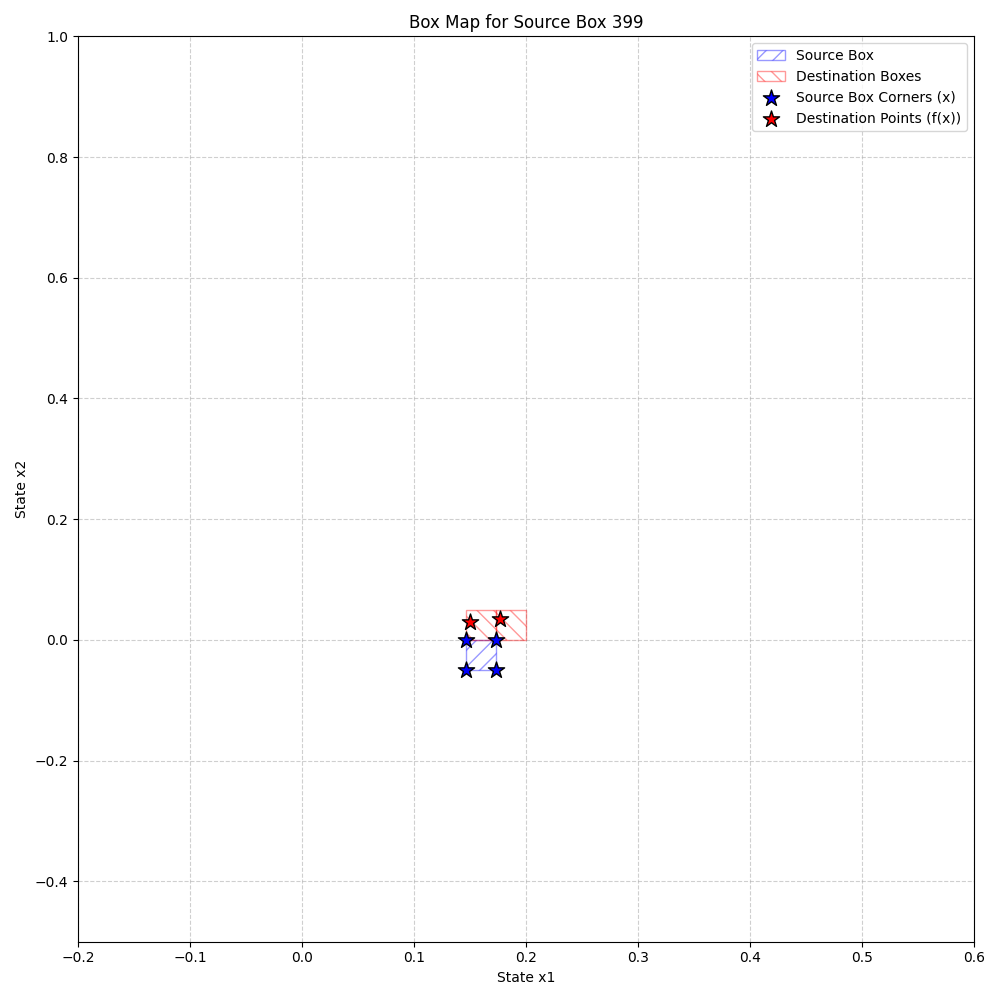 Box Map for Source Box 399
Source Box
Destination Boxes
Source Box Corners (x)
Destination Points (f(x))
1.0
0.8
0.6
0.4
0.2
0.0
−0.2
−0.4
State x2
−0.2
−0.1
0.0
0.1
0.2
0.3
0.4
0.5
0.6
State x1